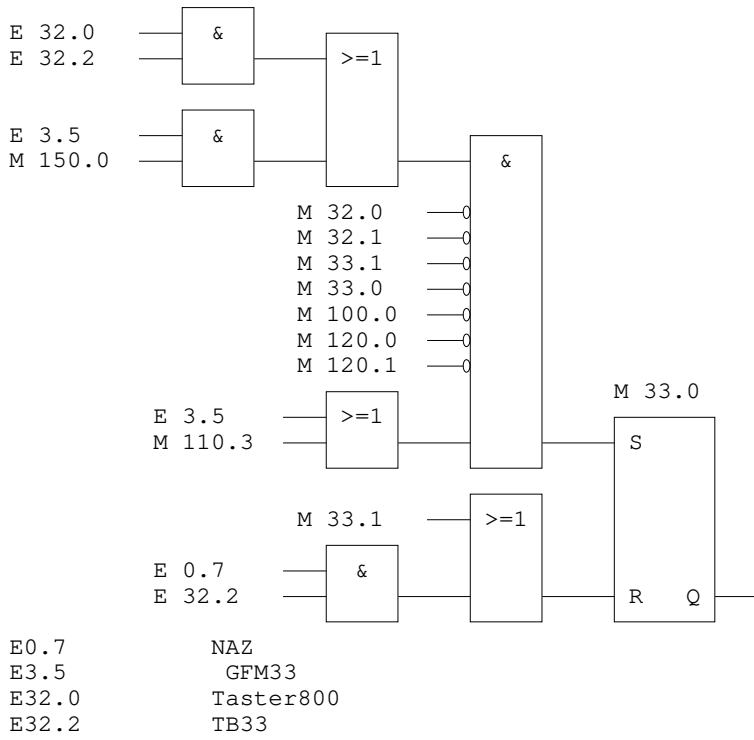 E 32.0
E 32.2
&
>=1
E 3.5
M 150.0
&
&
M 32.0
M 32.1
M 33.1
M 33.0
M 100.0
M 120.0
M 120.1
M 33.0
E 3.5
M 110.3
>=1
S
M 33.1
>=1
E 0.7
E 32.2
&
R Q
E0.7 NAZ
E3.5 GFM33
E32.0 Taster800
E32.2 TB33